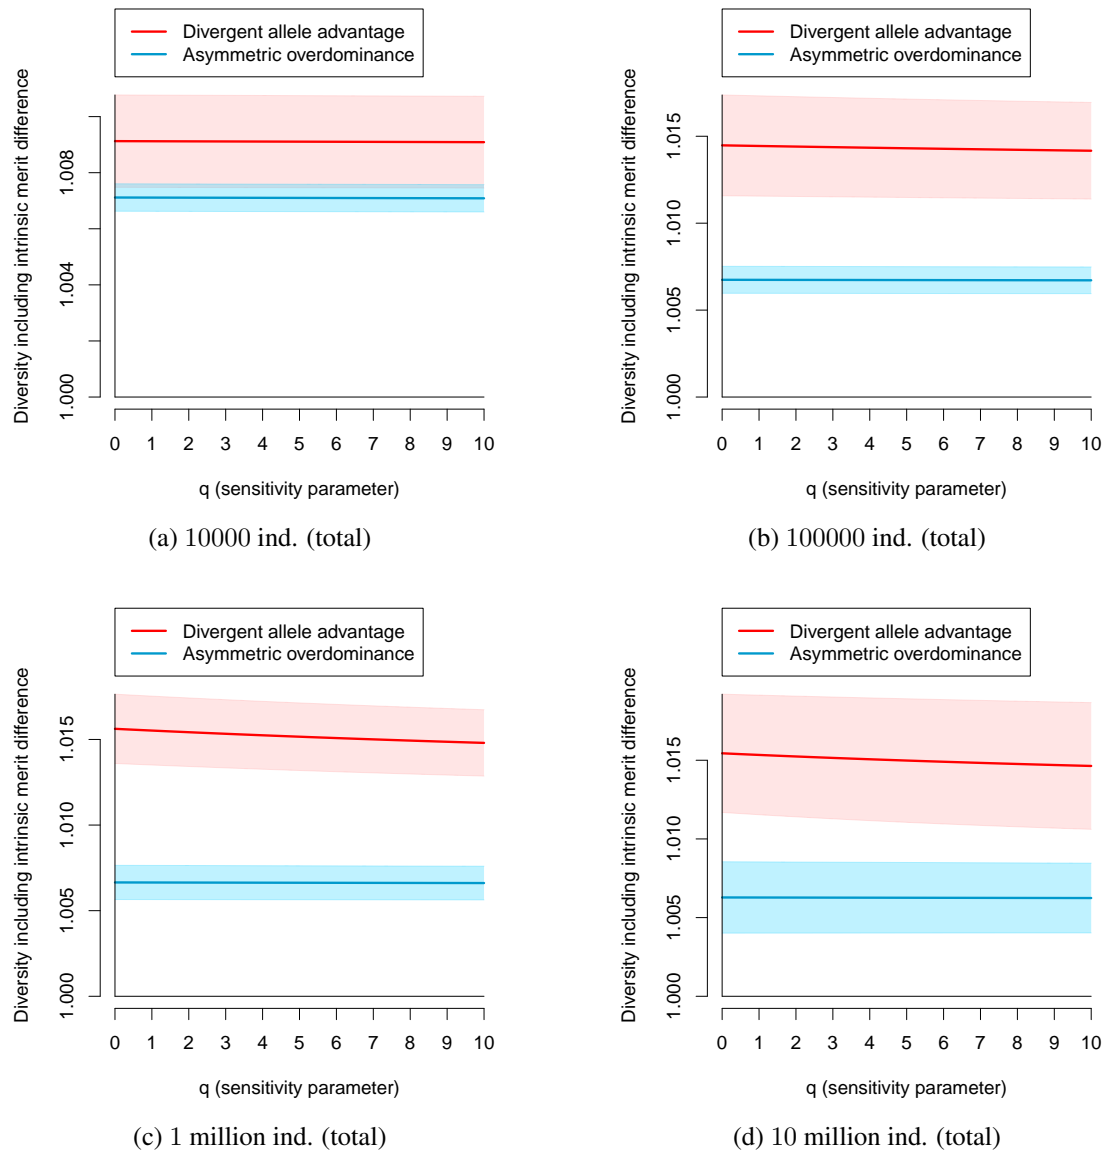 Divergent allele advantage
Asymmetric overdominance
Diversity including intrinsic merit difference
1.000
1.004
1.008
0 1 2 3 4 5 6 7 8 9 10
q (sensitivity parameter)
(a) 10000 ind. (total)
Divergent allele advantage
Asymmetric overdominance
Diversity including intrinsic merit difference
1.000
1.005
1.010
1.015
0 1 2 3 4 5 6 7 8 9 10
q (sensitivity parameter)
(b) 100000 ind. (total)
Divergent allele advantage
Asymmetric overdominance
Diversity including intrinsic merit difference
1.000
1.005
1.010
1.015
0 1 2 3 4 5 6 7 8 9 10
q (sensitivity parameter)
(c) 1 million ind. (total)
Divergent allele advantage
Asymmetric overdominance
Diversity including intrinsic merit difference
1.000
1.005
1.010
1.015
0 1 2 3 4 5 6 7 8 9 10
q (sensitivity parameter)
(d) 10 million ind. (total)